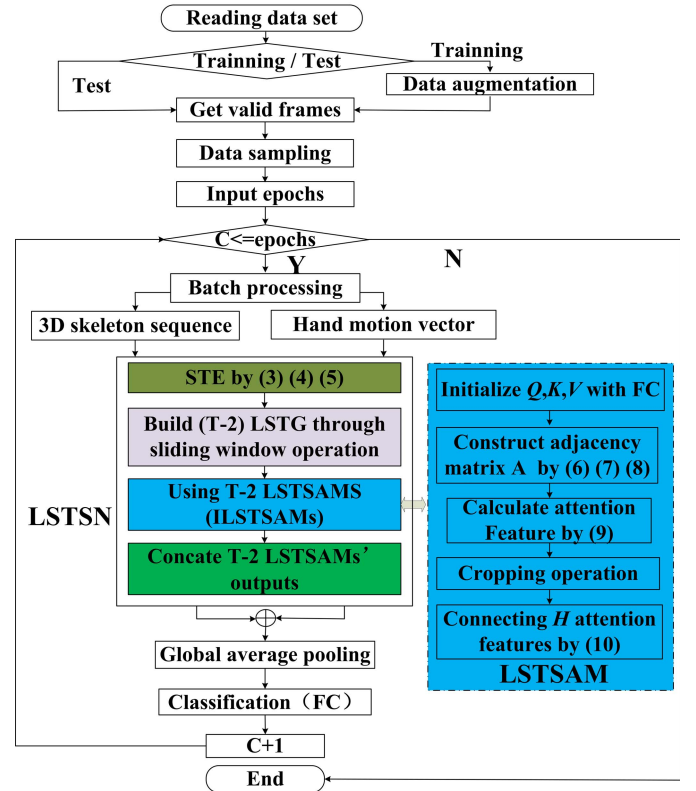 Reading data set
Trainning / Test
Trainning
Test
Data augmentation
Get valid frames
Data sampling
Input epochs
C<=epochs
Y
N
Batch processing
3D skeleton sequence
Hand motion vector
LSTSN
STE by (3) (4) (5)
Build (T-2) LSTG through
sliding window operation
Using T-2 LSTSAMS
(ILSTSAMs)
Concate T-2 LSTSAMs’
outputs
Initialize Q,K,V with FC
Construct adjacency
matrix A by (6) (7) (8)
Calculate attention
Feature by (9)
Cropping operation
Connecting H attention
features by (10)
LSTSAM
Global average pooling
Classification（FC）
C+1
End